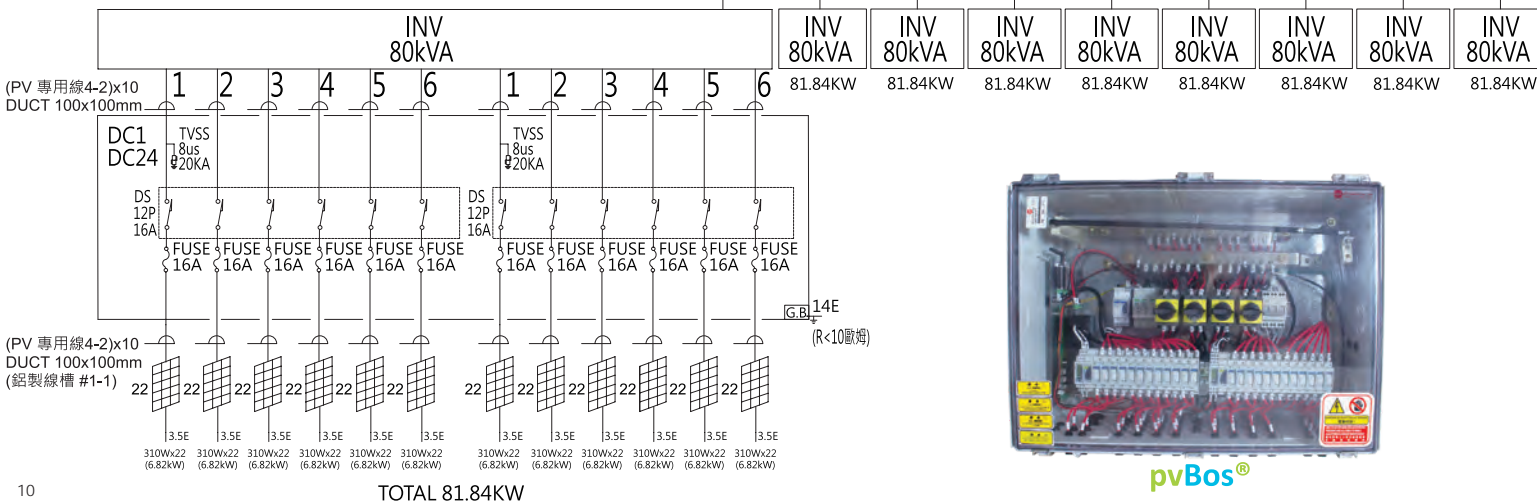 INV
80kVA
INV
80kVA
INV
80kVA
INV
80kVA
INV
80kVA
INV
80kVA
INV
80kVA
INV
80kVA
INV
80kVA
81.84KW 81.84KW 81.84KW 81.84KW 81.84KW 81.84KW 81.84KW 81.84KW
(PV 專用線4-2)x10
DUCT 100x100mm
1 2 3 4 5 6 1 2 3 4 5 6
DC1
DC24
TVSS
8us
20KA
TVSS
8us
20KA
DS
12P
16A
DS
12P
16A
FUSE FUSE FUSE FUSE FUSE FUSE FUSE FUSE FUSE FUSE FUSE FUSE
16A 16A 16A 16A 16A 16A 16A 16A 16A 16A 16A 16A
G.B. 14E
(R<10歐姆)
(PV 專用線4-2)x10
DUCT 100x100mm
(鋁製線槽 #1-1)
22 22 22 22 22 22 22 22 22 22 22 22
3.5E 3.5E 3.5E 3.5E 3.5E 3.5E 3.5E 3.5E 3.5E 3.5E 3.5E 3.5E
310Wx22 310Wx22 310Wx22 310Wx22 310Wx22 310Wx22 310Wx22 310Wx22 310Wx22 310Wx22 310Wx22 310Wx22
(6.82kW) (6.82kW) (6.82kW) (6.82kW) (6.82kW) (6.82kW) (6.82kW) (6.82kW) (6.82kW) (6.82kW) (6.82kW) (6.82kW)
TOTAL 81.84KW
pvBos®
10